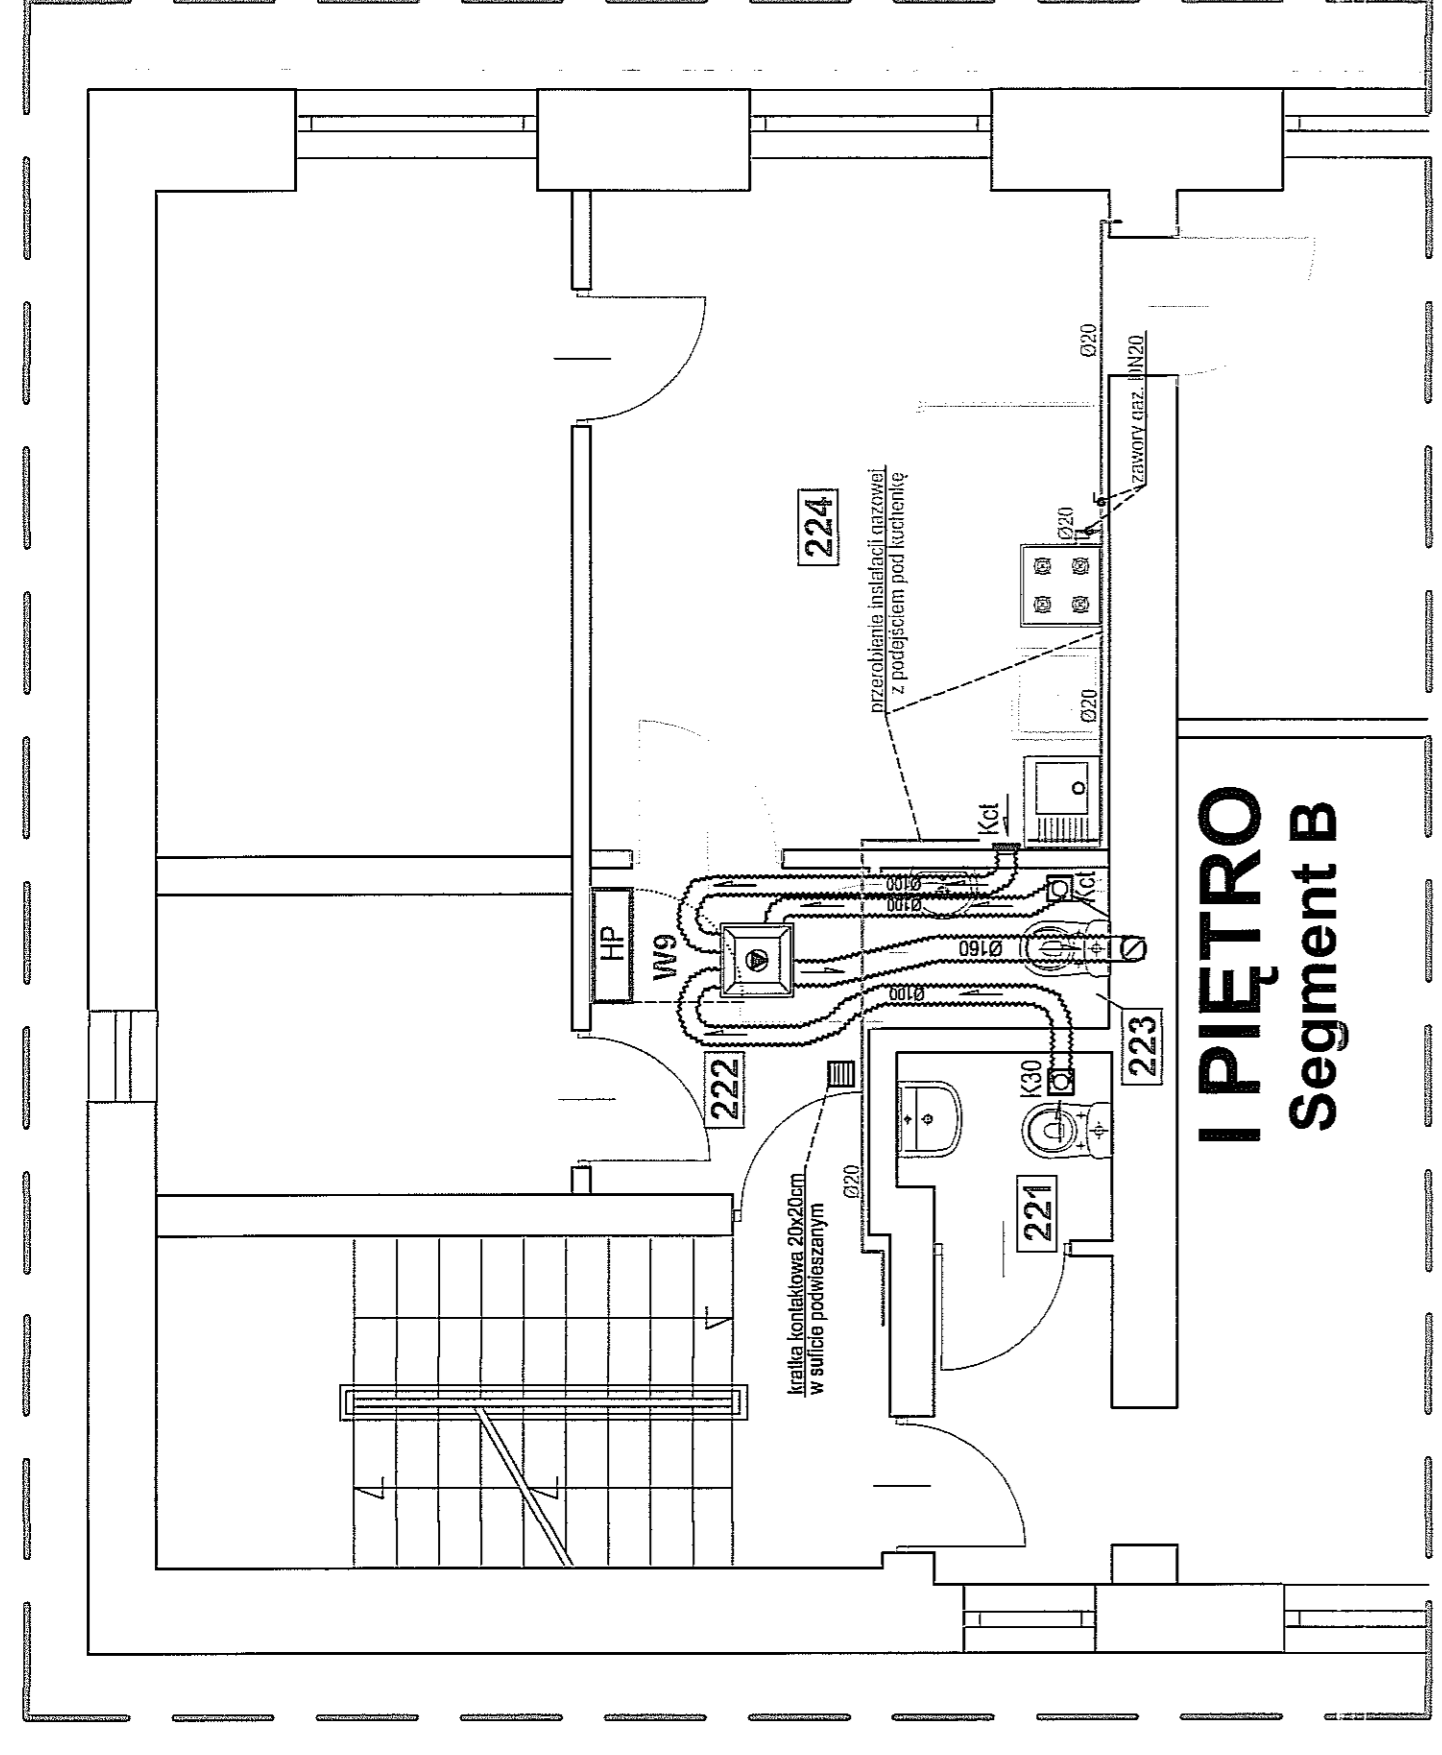 I PIĘTRO
Segment B
224
222
223
221
HP
W9
Kct
Kct
K30
przerobienie instalacji gazowej
z podejściem pod kuchenkę
zawory gaz. DN20
kratka kontaktowa 20x20cm
w suficie podwieszanym
Ø20
Ø20
Ø20
Ø20
Ø100
Ø100
Ø160
Ø100